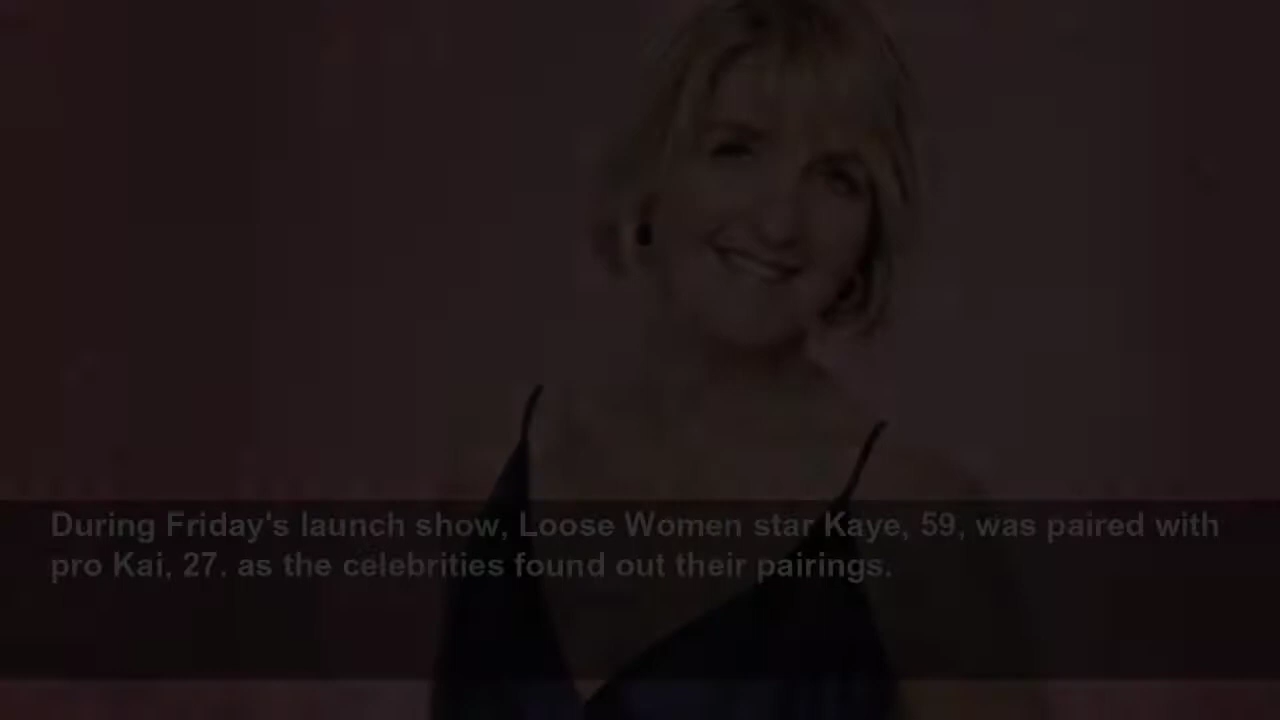 During Friday's launch show, Loose Women star Kaye, 59, was paired with
pro Kai, 27. as the celebrities found out their pairings.